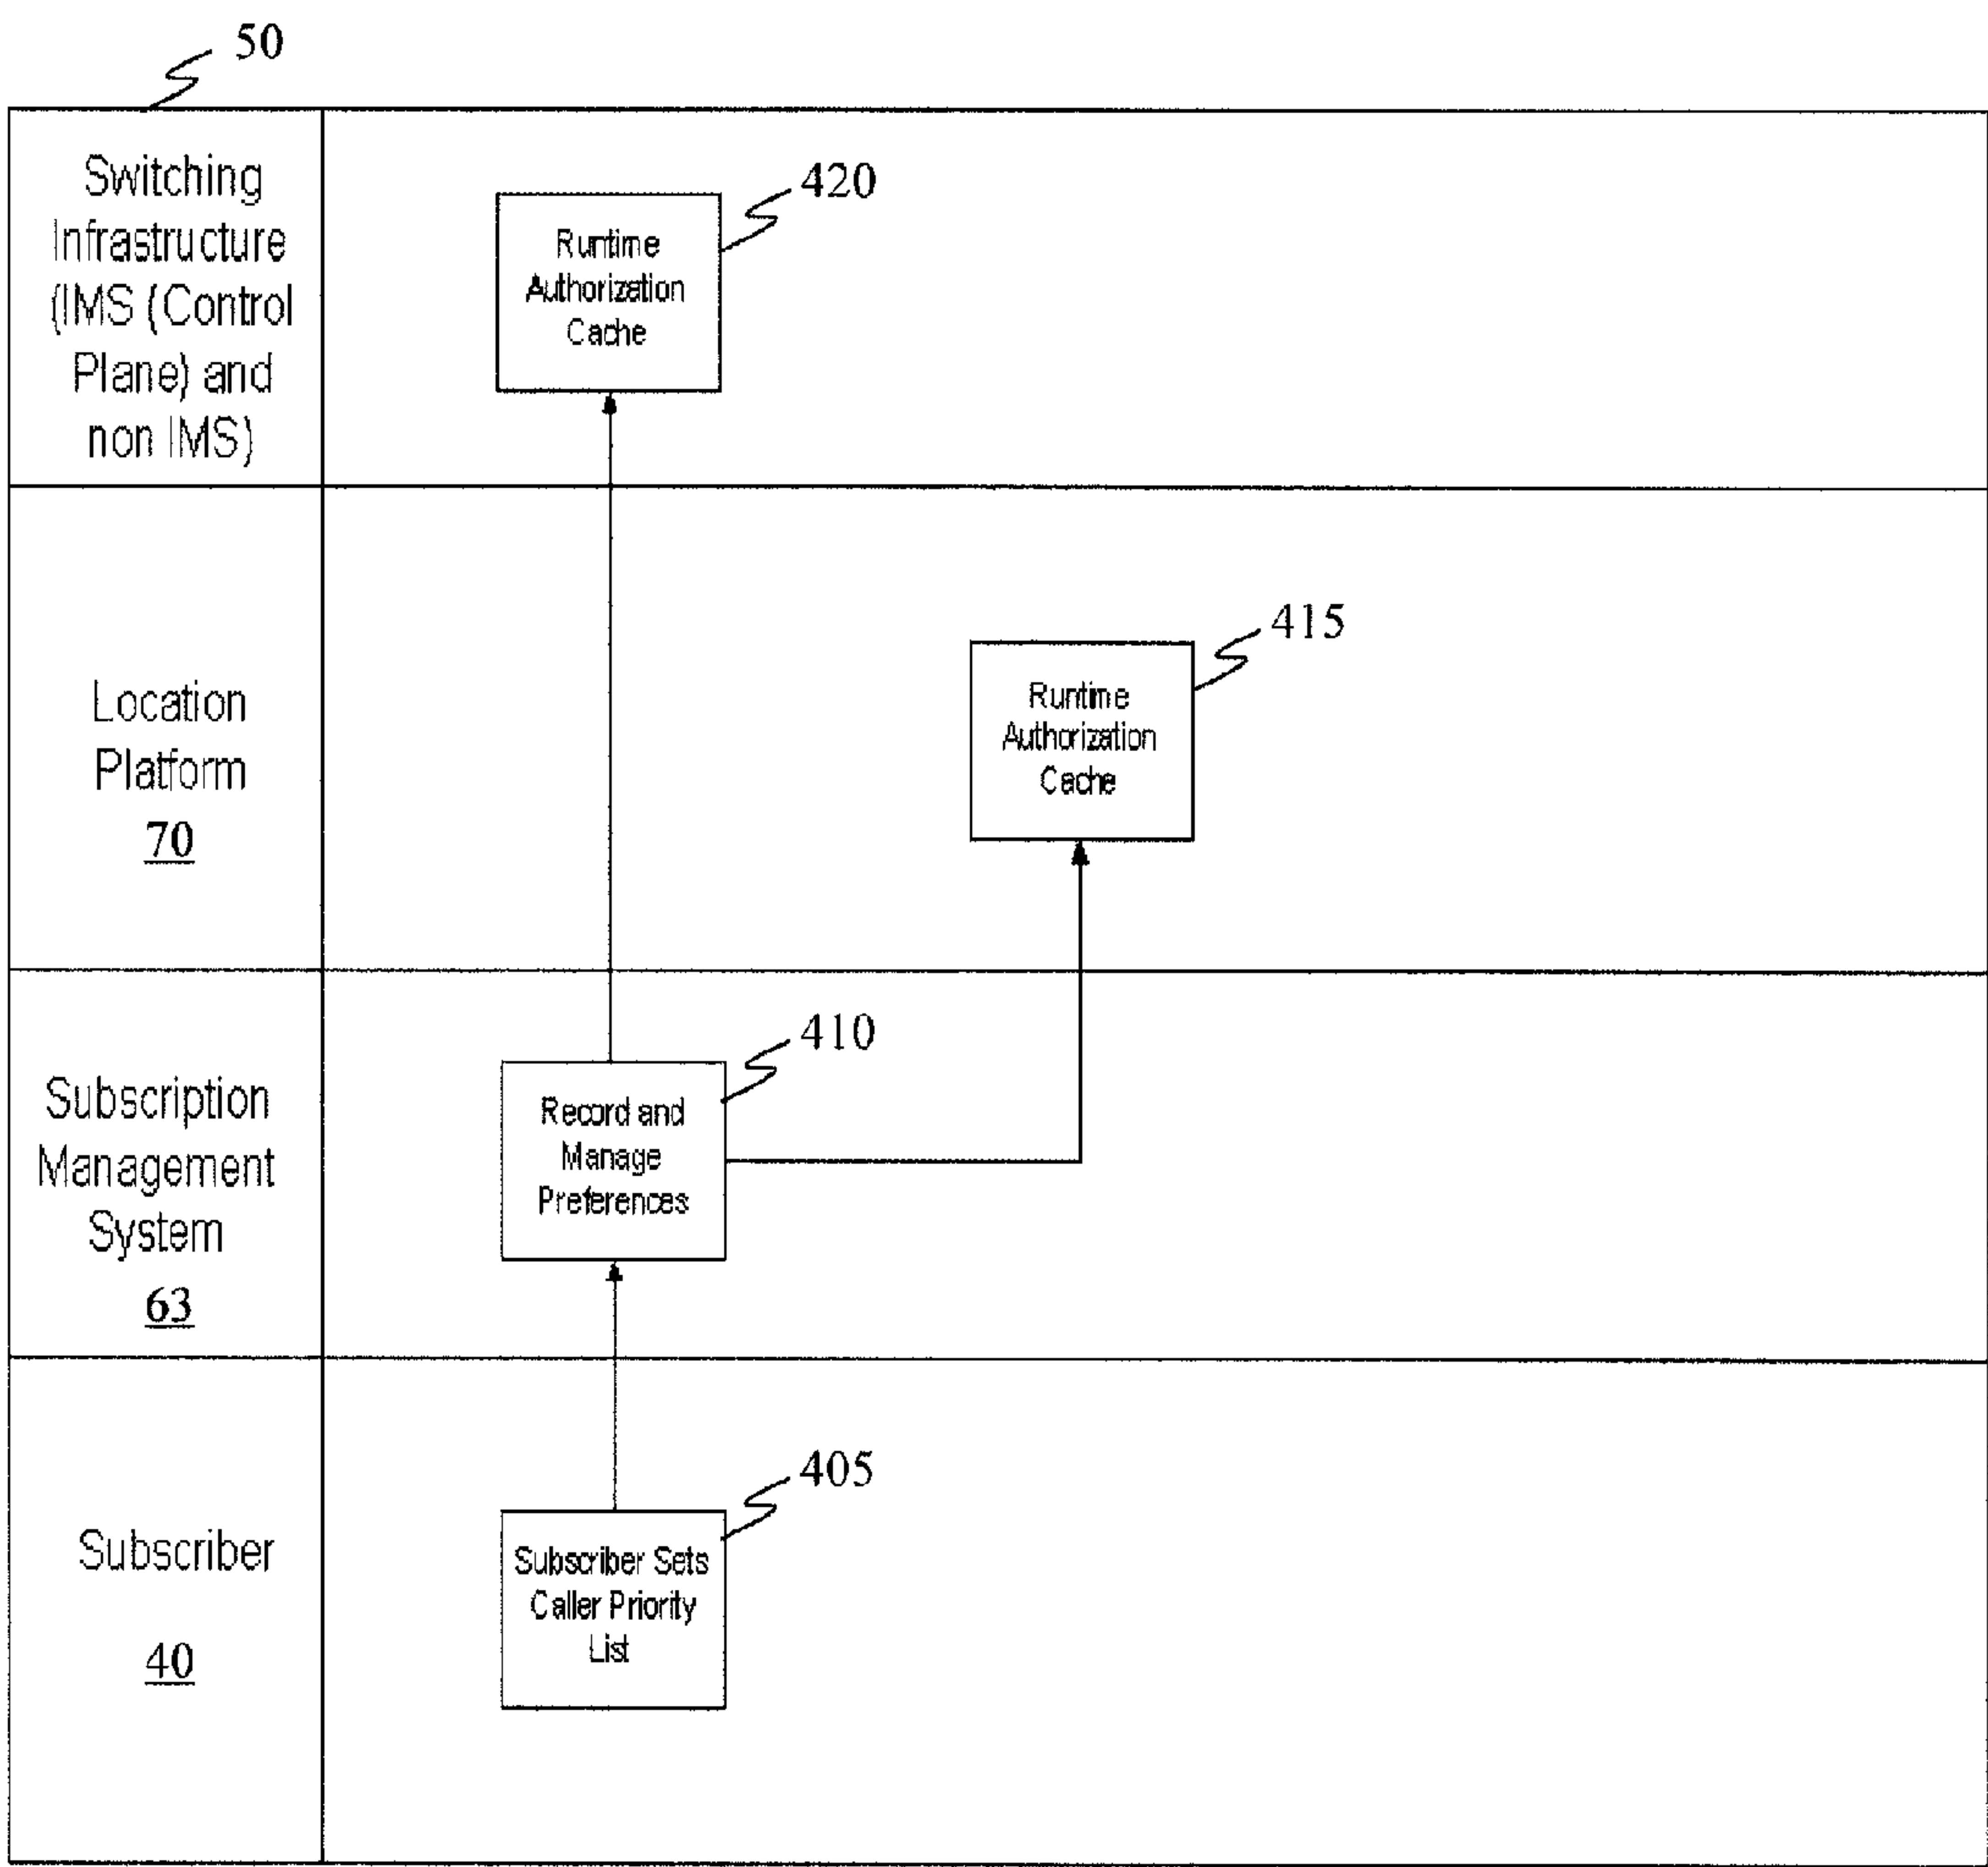 50
Switching
Infrastructure
(IMS (Control
Plane) and
non IMS)
420
Runtime
Authorization
Cache
Location
Platform
70
415
Runtime
Authorization
Cache
Subscription
Management
System
63
410
Record and
Manage
Preferences
Subscriber
40
405
Subscriber Sets
Caller Priority
List